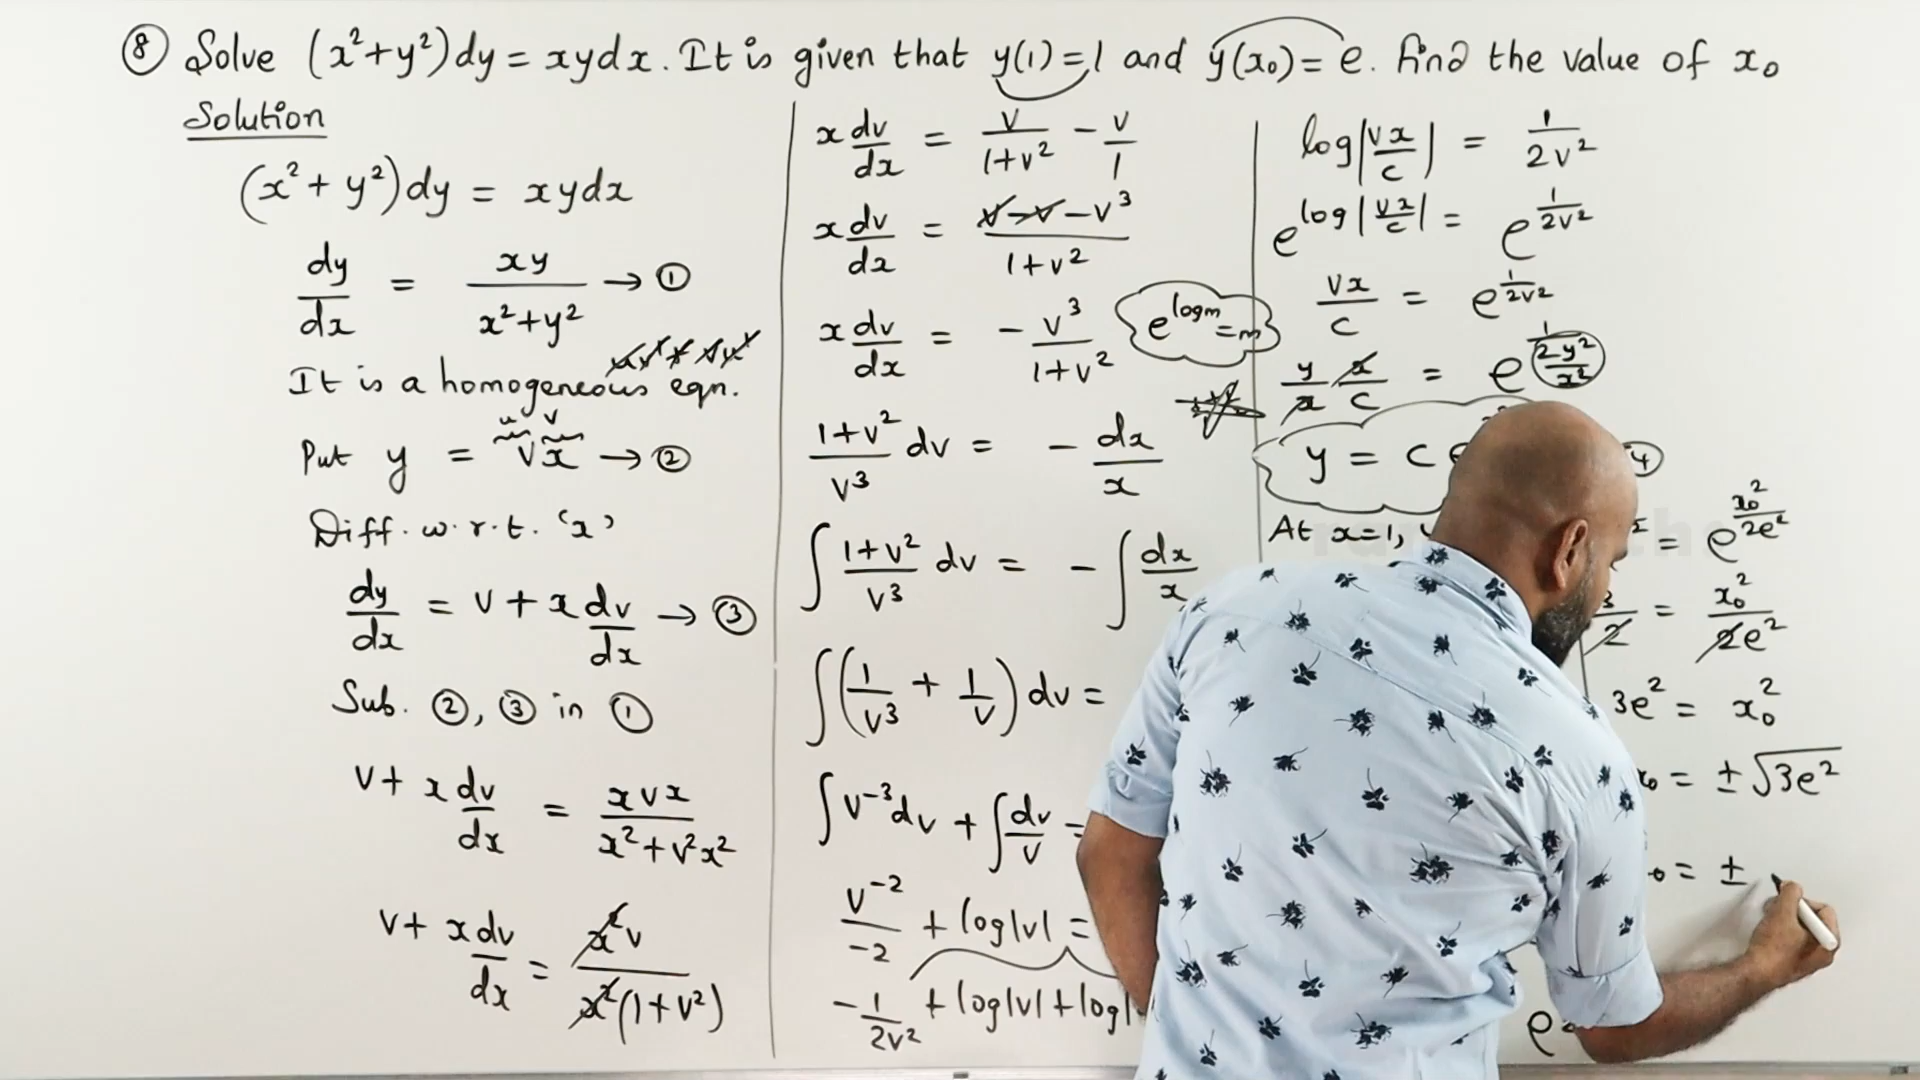 ⑧ Solve (x²+y²)dy = xydx. It is given that y(1)=1 and y(x₀)=e. Find the value of x₀
Solution
(x²+y²)dy = xydx
dy/dx = xy/(x²+y²) → ①
It is a homogeneous eqn.
Put y = vx → ②
u v
Diff. w.r.t. 'x'
dy/dx = v + x dv/dx → ③
Sub. ②, ③ in ①
v + x dv/dx = xvx/(x²+v²x²)
v + x dv/dx = x²v/(x²(1+v²))
x dv/dx = v/(1+v²) - v/1
x dv/dx = (v-v-v³)/(1+v²)
x dv/dx = -v³/(1+v²)
e^(logm) = m
(1+v²)/v³ dv = -dx/x
∫(1+v²)/v³ dv = -∫dx/x
∫(1/v³ + 1/v) dv =
∫v⁻³dv + ∫dv/v =
v⁻²/-2 + log|v| =
-1/2v² + log|v| + log|
log|vx/c| = 1/2v²
e^(log|vx/c|) = e^(1/2v²)
vx/c = e^(1/2v²)
y/x x/c = e^(1/(2y²/x²))
y = c
At x=1,
= e^(x₀²/2e²)
3/2 = x₀²/2e²
3e² = x₀²
x₀ = ±√3e²
= ±
e